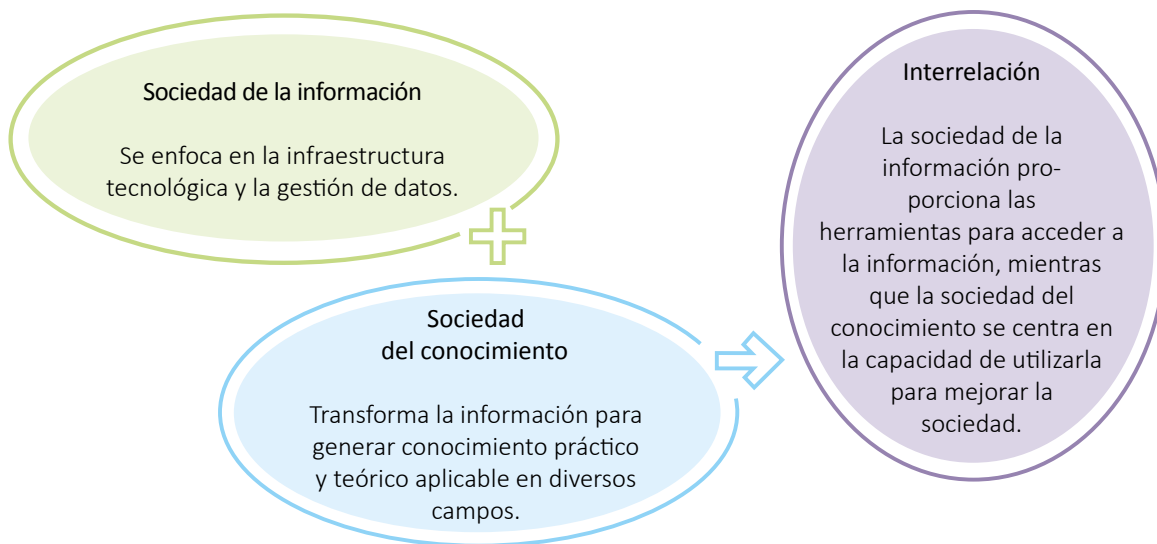 Sociedad de la información
Se enfoca en la infraestructura
tecnológica y la gestión de datos.
Sociedad
del conocimiento
Transforma la información para
generar conocimiento práctico
y teórico aplicable en diversos
campos.
Interrelación
La sociedad de la
información pro-
porciona las
herramientas para acceder a
la información, mientras
que la sociedad del
conocimiento se centra en
la capacidad de utilizarla
para mejorar la
sociedad.